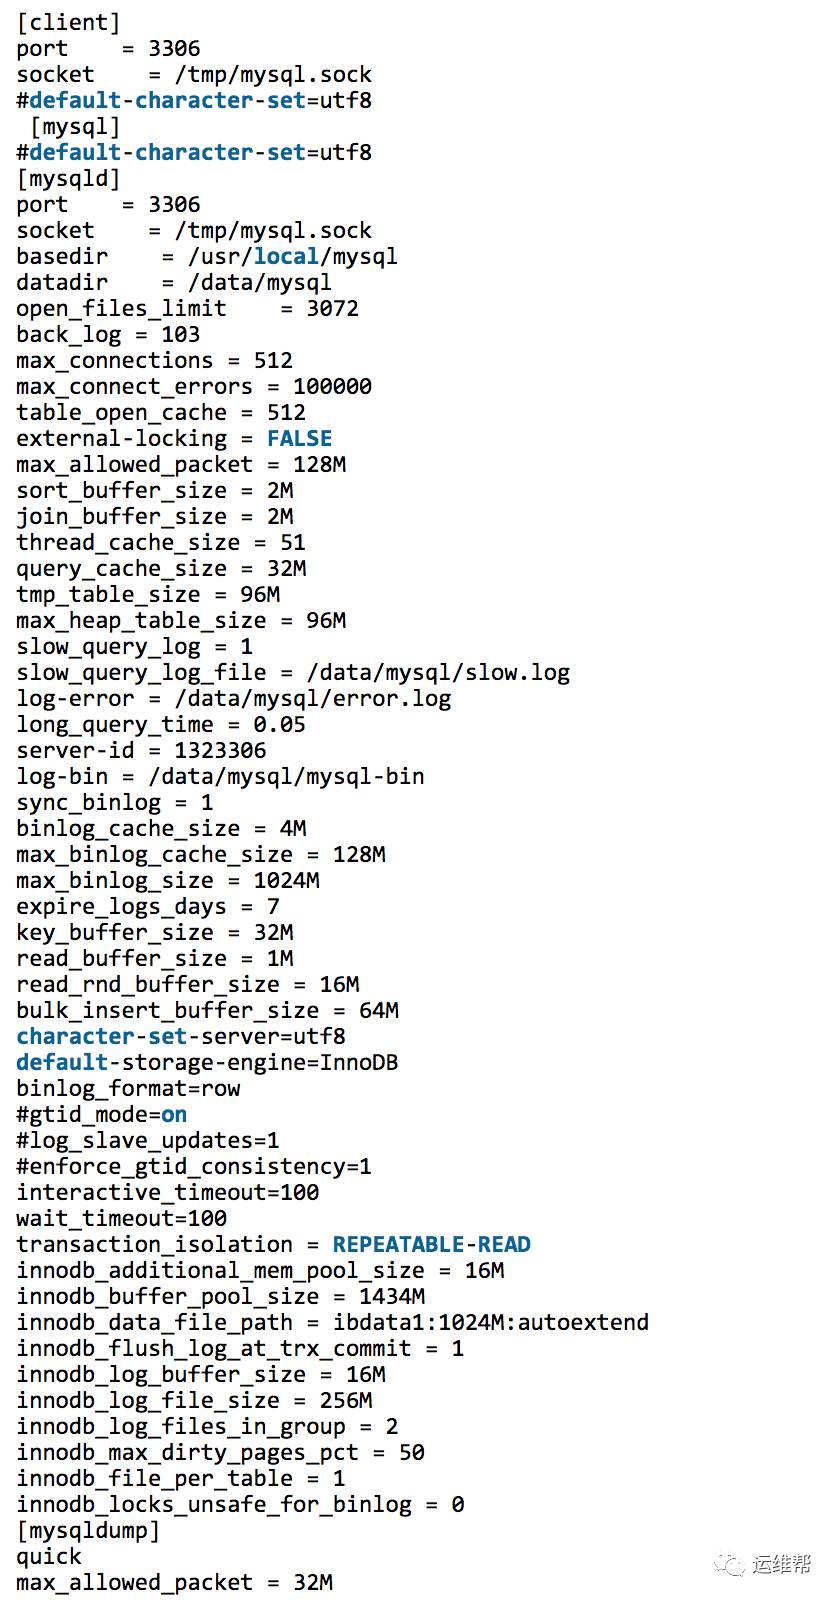 [client]
port    = 3306
socket    = /tmp/mysql.sock
#default-character-set=utf8
 [mysql]
#default-character-set=utf8
[mysqld]
port    = 3306
socket    = /tmp/mysql.sock
basedir    = /usr/local/mysql
datadir    = /data/mysql
open_files_limit    = 3072
back_log = 103
max_connections = 512
max_connect_errors = 100000
table_open_cache = 512
external-locking = FALSE
max_allowed_packet = 128M
sort_buffer_size = 2M
join_buffer_size = 2M
thread_cache_size = 51
query_cache_size = 32M
tmp_table_size = 96M
max_heap_table_size = 96M
slow_query_log = 1
slow_query_log_file = /data/mysql/slow.log
log-error = /data/mysql/error.log
long_query_time = 0.05
server-id = 1323306
log-bin = /data/mysql/mysql-bin
sync_binlog = 1
binlog_cache_size = 4M
max_binlog_cache_size = 128M
max_binlog_size = 1024M
expire_logs_days = 7
key_buffer_size = 32M
read_buffer_size = 1M
read_rnd_buffer_size = 16M
bulk_insert_buffer_size = 64M
character-set-server=utf8
default-storage-engine=InnoDB
binlog_format=row
#gtid_mode=on
#log_slave_updates=1
#enforce_gtid_consistency=1
interactive_timeout=100
wait_timeout=100
transaction_isolation = REPEATABLE-READ
innodb_additional_mem_pool_size = 16M
innodb_buffer_pool_size = 1434M
innodb_data_file_path = ibdata1:1024M:autoextend
innodb_flush_log_at_trx_commit = 1
innodb_log_buffer_size = 16M
innodb_log_file_size = 256M
innodb_log_files_in_group = 2
innodb_max_dirty_pages_pct = 50
innodb_file_per_table = 1
innodb_locks_unsafe_for_binlog = 0
[mysqldump]
quick
max_allowed_packet = 32M
运维帮